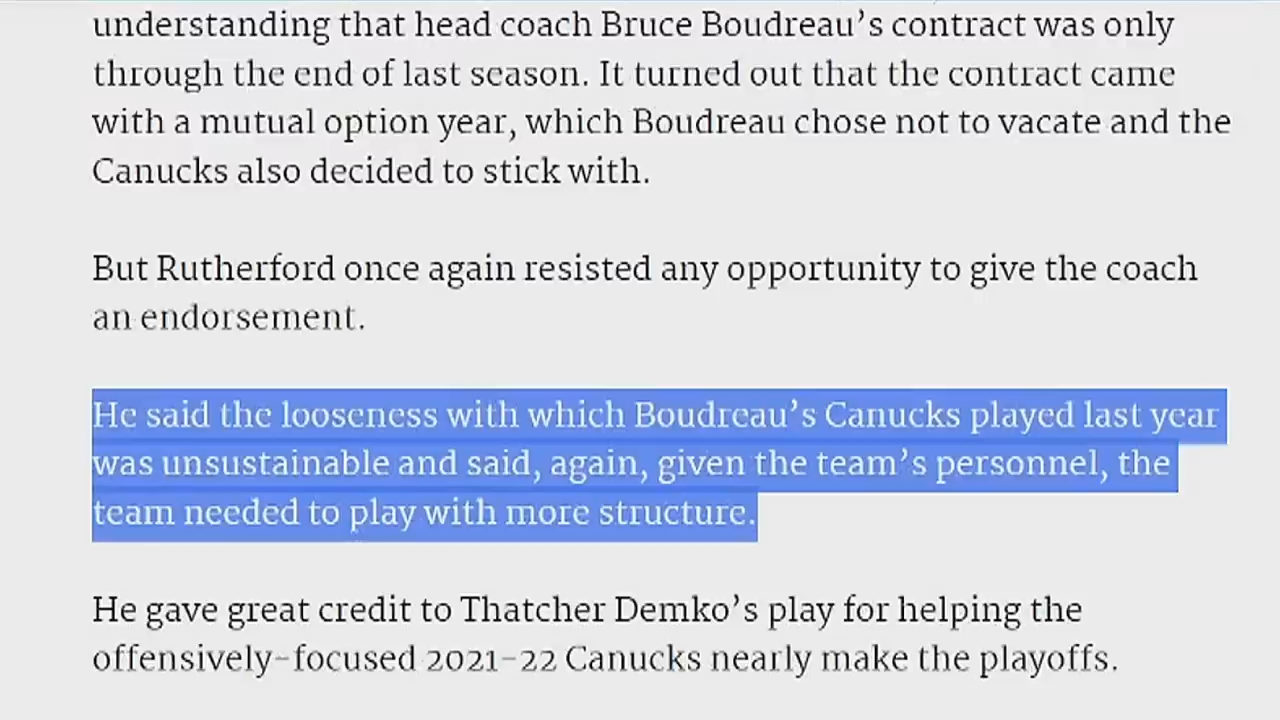 understanding that head coach Bruce Boudreau’s contract was only
through the end of last season. It turned out that the contract came
with a mutual option year, which Boudreau chose not to vacate and the
Canucks also decided to stick with.
But Rutherford once again resisted any opportunity to give the coach
an endorsement.
He said the looseness with which Boudreau’s Canucks played last year
was unsustainable and said, again, given the team’s personnel, the
team needed to play with more structure.
He gave great credit to Thatcher Demko’s play for helping the
offensively-focused 2021-22 Canucks nearly make the playoffs.